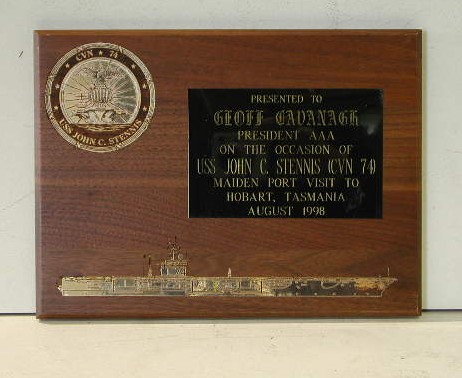 CVN ★ 74
USS JOHN C. STENNIS
PRESENTED TO
GEOFF CAVANAGH
PRESIDENT AAA
ON THE OCCASION OF
USS JOHN C. STENNIS (CVN 74)
MAIDEN PORT VISIT TO
HOBART, TASMANIA
AUGUST 1998